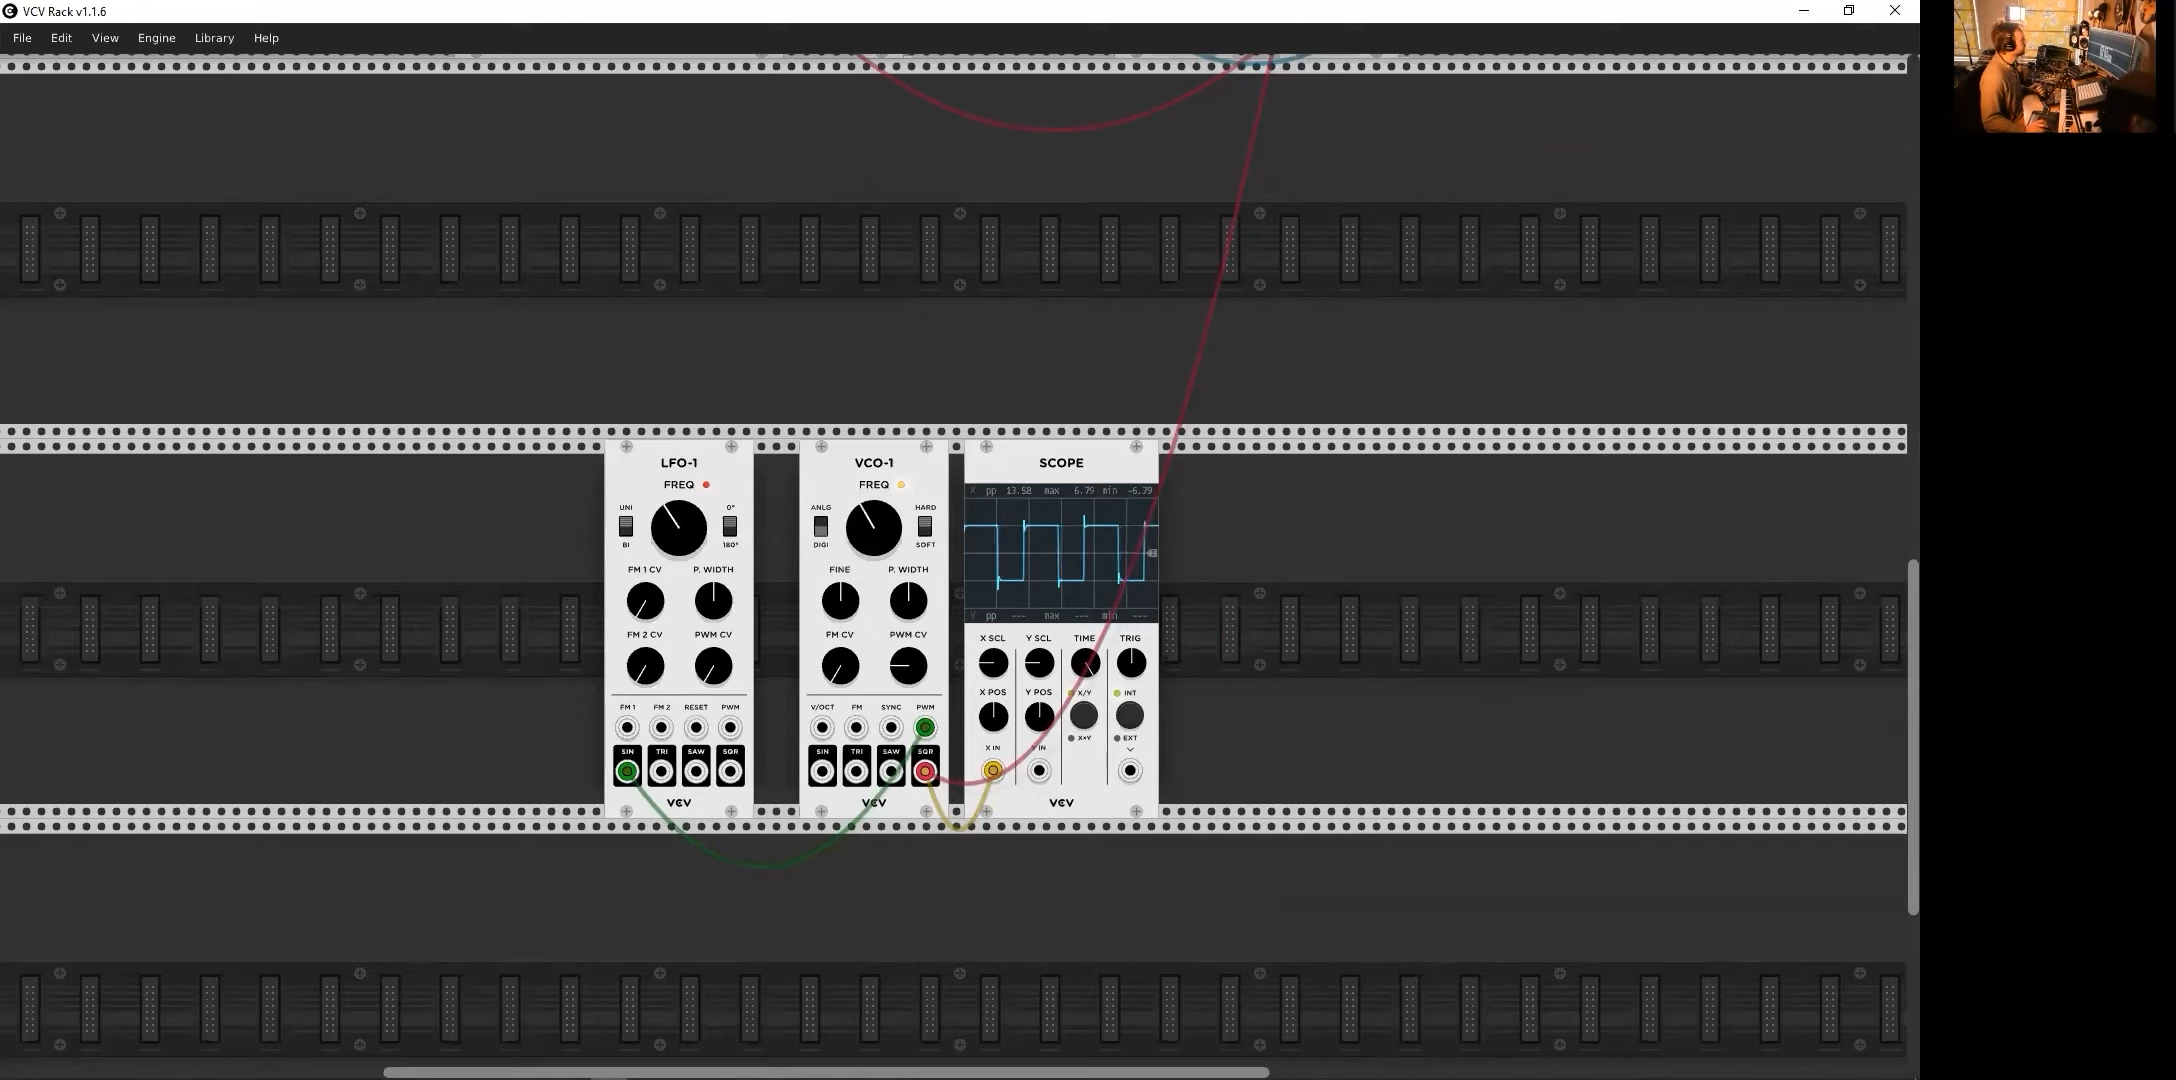 VCV Rack v1.1.6
File Edit View Engine Library Help
LFO-1
FREQ
UNI 0°
BI 180°
FM 1 CV P. WIDTH
FM 2 CV PWM CV
FM 1 FM 2 RESET PWM
SIN TRI SAW SQR
VCV
VCO-1
FREQ
ANLG HARD
DIGI SOFT
FINE P. WIDTH
FM CV PWM CV
V/OCT FM SYNC PWM
SIN TRI SAW SQR
VCV
SCOPE
X pp 13.58 max 6.79 min -6.79
Y pp --- max --- min ---
X SCL Y SCL TIME TRIG
X POS Y POS X/Y INT
X×Y EXT
X IN Y IN
VCV